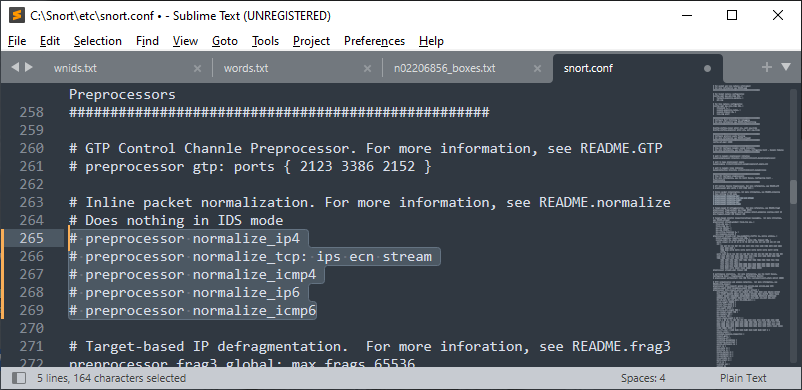 C:\Snort\etc\snort.conf • - Sublime Text (UNREGISTERED)
File Edit Selection Find View Goto Tools Project Preferences Help
wnids.txt words.txt n02206856_boxes.txt snort.conf
Preprocessors
258 ###################################################
259
260 # GTP Control Channle Preprocessor. For more information, see README.GTP
261 # preprocessor gtp: ports { 2123 3386 2152 }
262
263 # Inline packet normalization. For more information, see README.normalize
264 # Does nothing in IDS mode
265 # preprocessor normalize_ip4
266 # preprocessor normalize_tcp: ips ecn stream
267 # preprocessor normalize_icmp4
268 # preprocessor normalize_ip6
269 # preprocessor normalize_icmp6
270
271 # Target-based IP defragmentation.  For more inforation, see README.frag3
272 preprocessor frag3_global: max_frags 65536
5 lines, 164 characters selected Spaces: 4 Plain Text